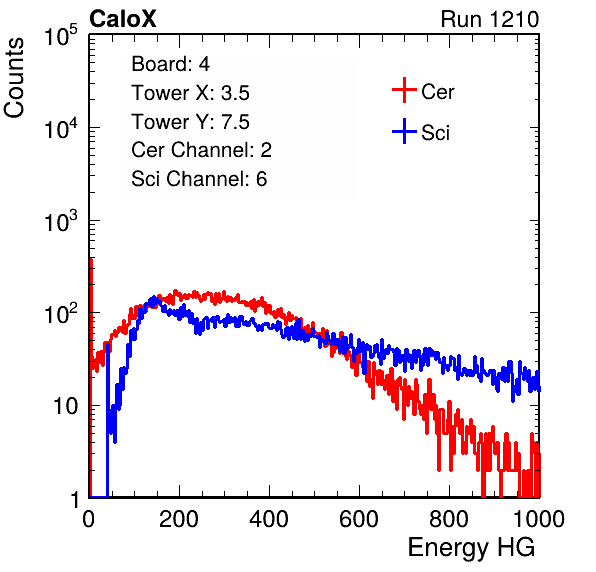 CaloX Run 1210
Counts
Board: 4
Tower X: 3.5
Tower Y: 7.5
Cer Channel: 2
Sci Channel: 6
Cer
Sci
10^5
10^4
10^3
10^2
10
1
0 200 400 600 800 1000
Energy HG